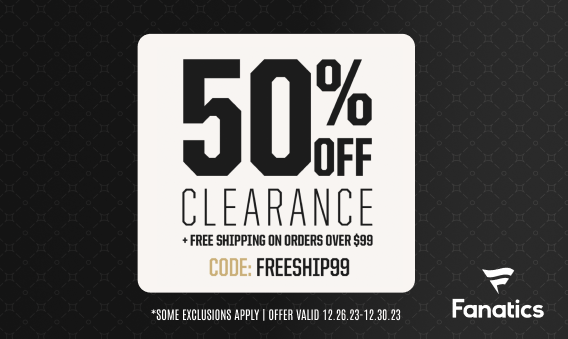 50% OFF
CLEARANCE
+ FREE SHIPPING ON ORDERS OVER $99
CODE: FREESHIP99
*SOME EXCLUSIONS APPLY | OFFER VALID 12.26.23-12.30.23
Fanatics